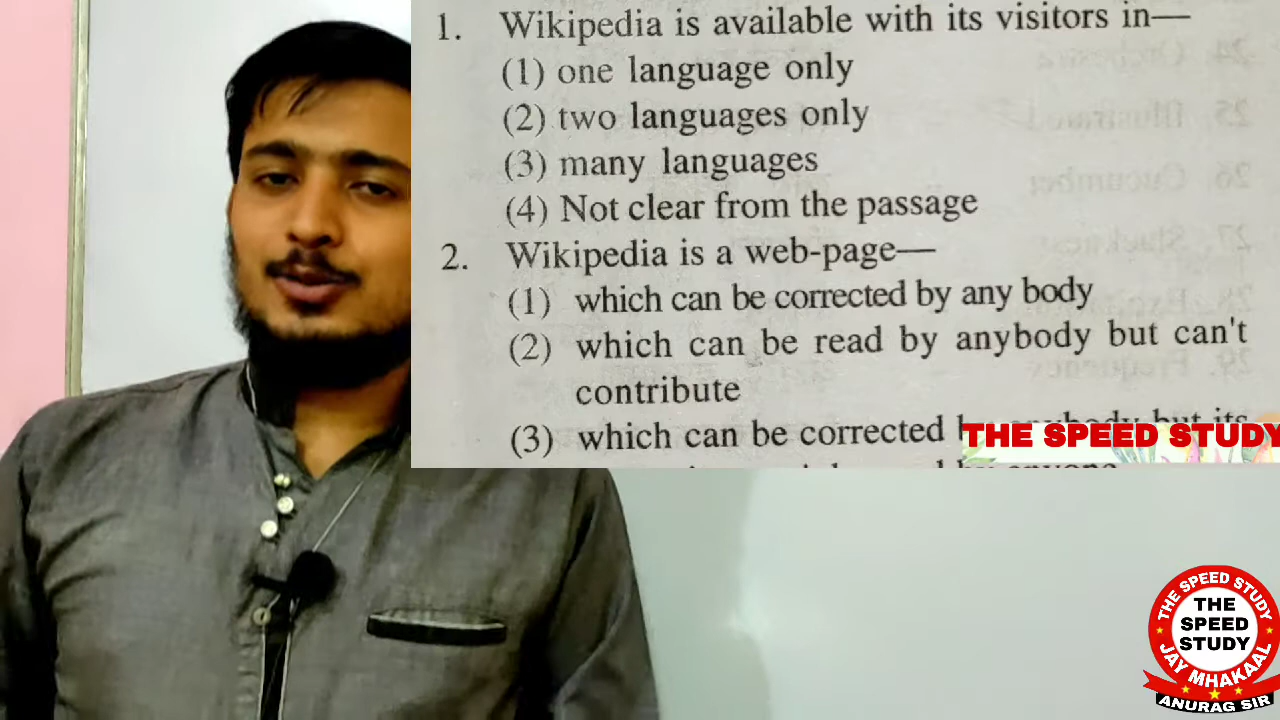 1. Wikipedia is available with its visitors in—
(1) one language only
(2) two languages only
(3) many languages
(4) Not clear from the passage
2. Wikipedia is a web-page—
(1) which can be corrected by any body
(2) which can be read by anybody but can't
contribute
(3) which can be corrected
THE SPEED STUDY
THE SPEED STUDY
THE
SPEED
STUDY
JAY MHAKAAL
ANURAG SIR